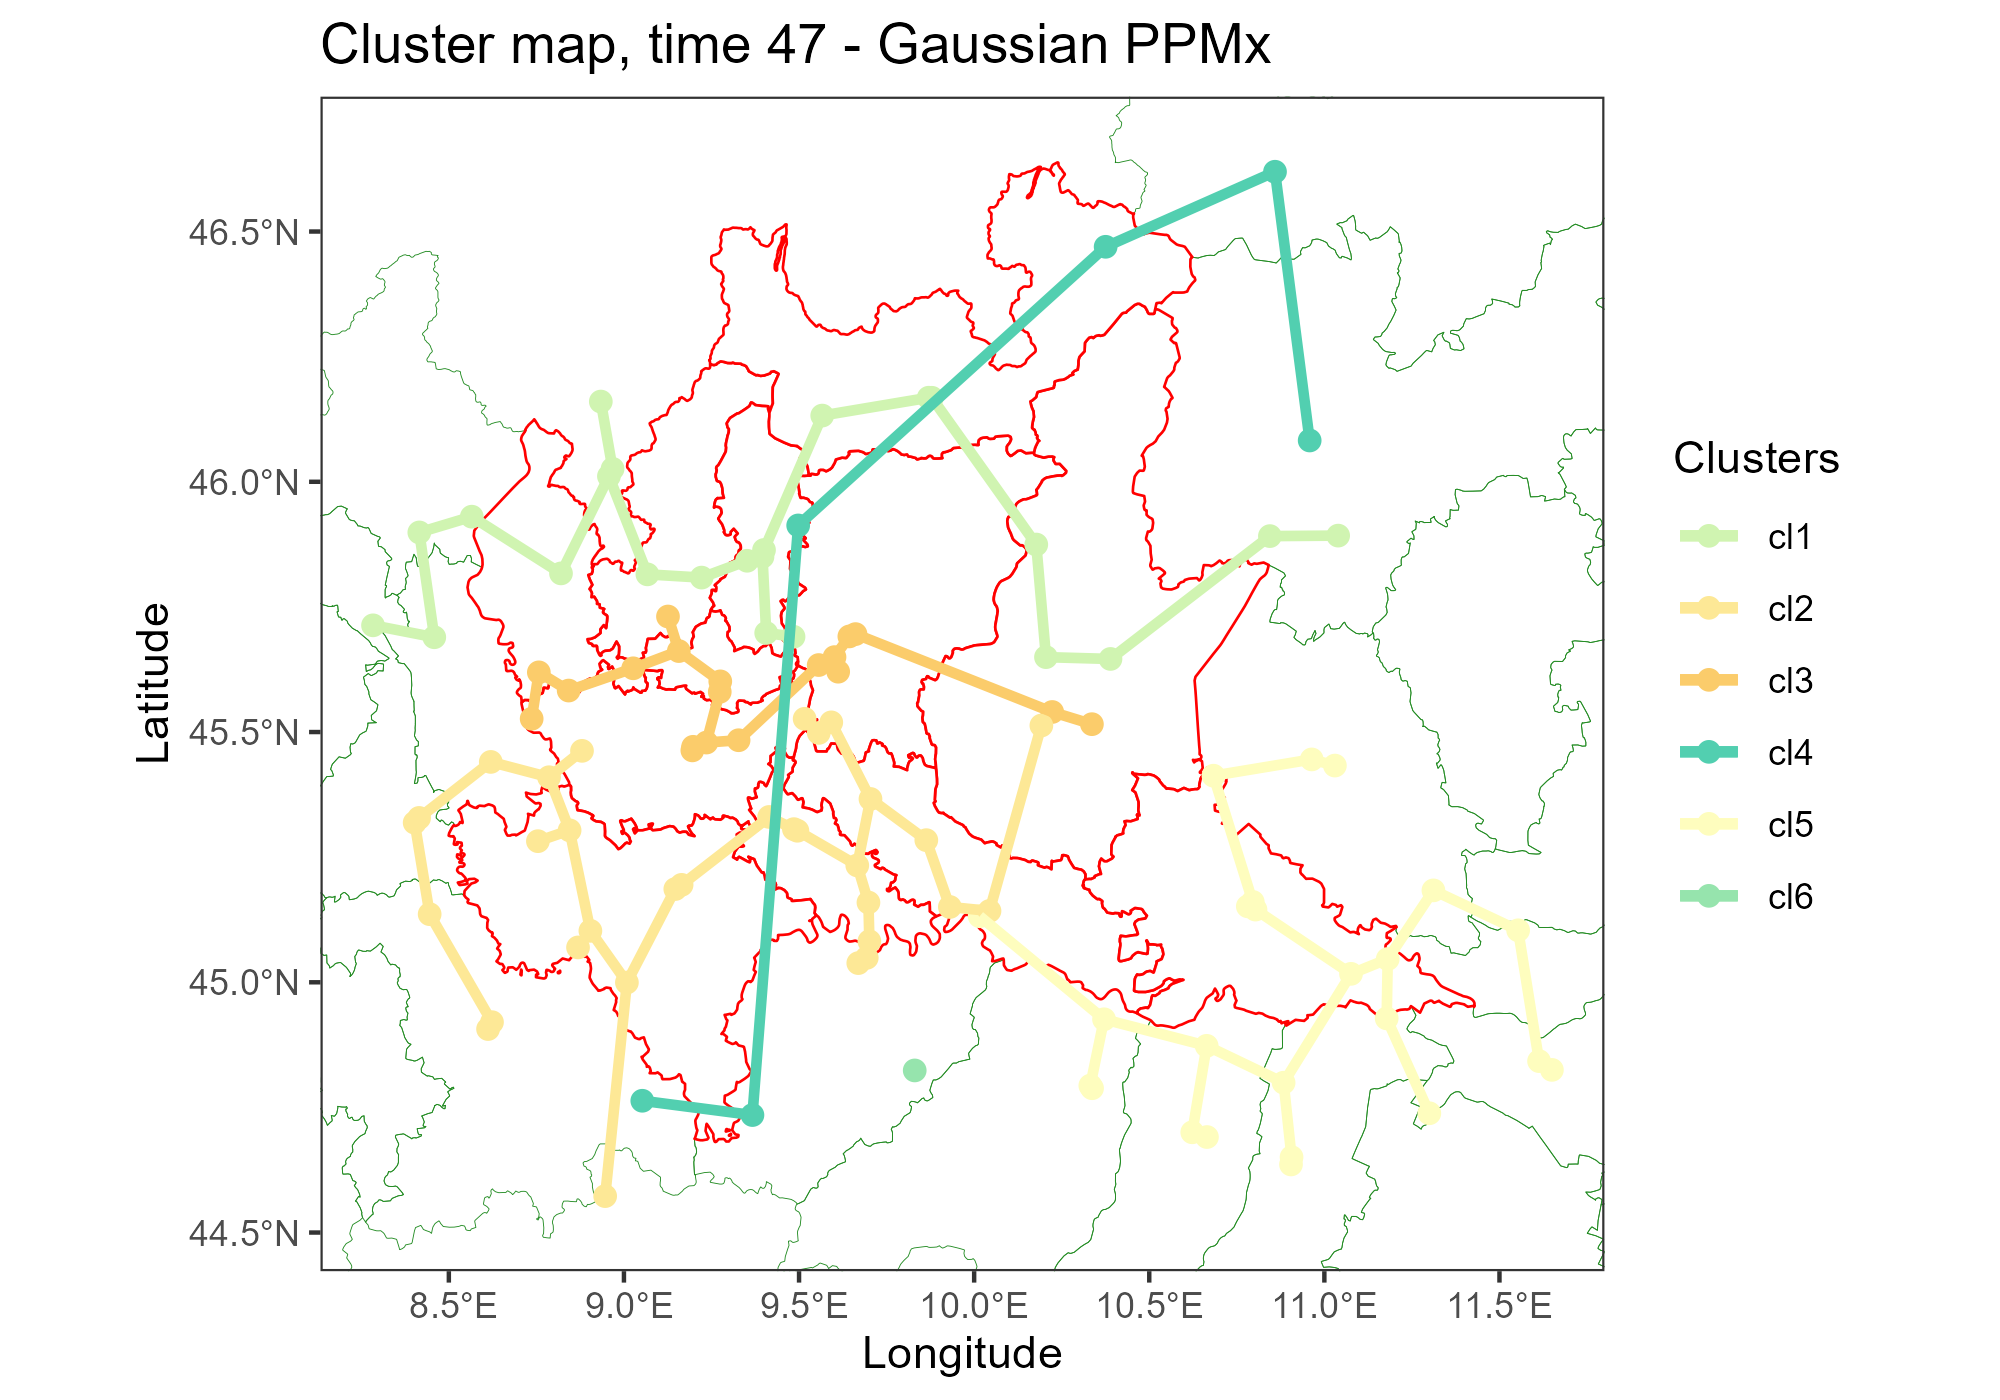 Cluster map, time 47 - Gaussian PPMx
46.5°N
46.0°N
45.5°N
45.0°N
44.5°N
Latitude
8.5°E
9.0°E
9.5°E
10.0°E
10.5°E
11.0°E
11.5°E
Longitude
Clusters
cl1
cl2
cl3
cl4
cl5
cl6